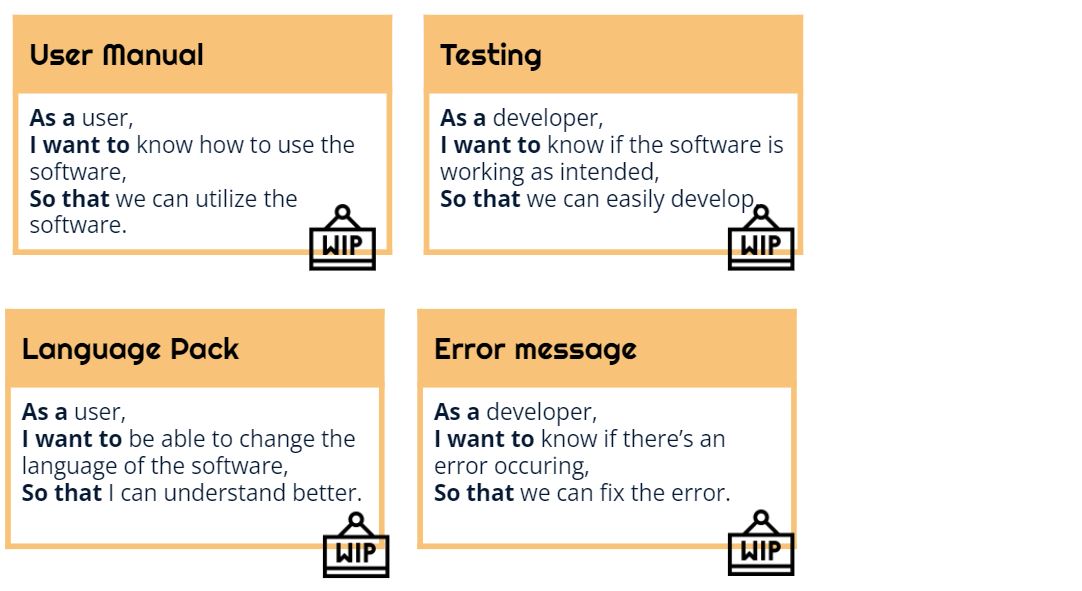 User Manual
As a user,
I want to know how to use the
software,
So that we can utilize the
software.
WIP
Testing
As a developer,
I want to know if the software is
working as intended,
So that we can easily develop.
WIP
Language Pack
As a user,
I want to be able to change the
language of the software,
So that I can understand better.
WIP
Error message
As a developer,
I want to know if there’s an
error occuring,
So that we can fix the error.
WIP